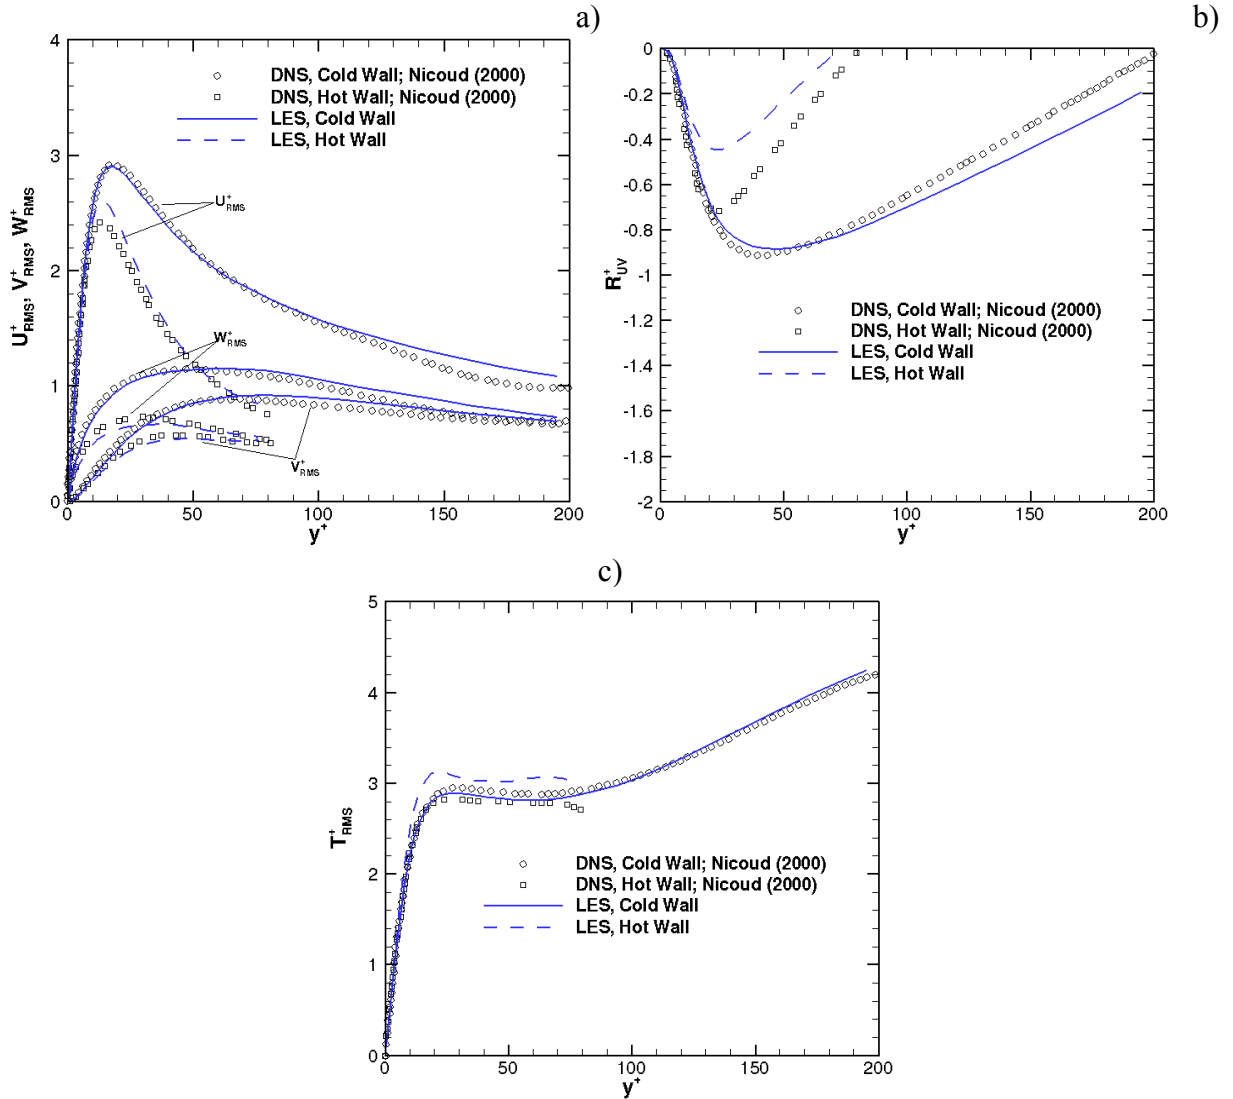 a)
4
3
2
1
0
U⁺RMS, V⁺RMS, W⁺RMS
DNS, Cold Wall; Nicoud (2000)
DNS, Hot Wall; Nicoud (2000)
LES, Cold Wall
LES, Hot Wall
U⁺RMS
W⁺RMS
V⁺RMS
0 50 100 150 200
y⁺
b)
0
-0.2
-0.4
-0.6
-0.8
-1
-1.2
-1.4
-1.6
-1.8
-2
R⁺UV
DNS, Cold Wall; Nicoud (2000)
DNS, Hot Wall; Nicoud (2000)
LES, Cold Wall
LES, Hot Wall
0 50 100 150 200
y⁺
c)
5
4
3
2
1
0
T⁺RMS
DNS, Cold Wall; Nicoud (2000)
DNS, Hot Wall; Nicoud (2000)
LES, Cold Wall
LES, Hot Wall
0 50 100 150 200
y⁺